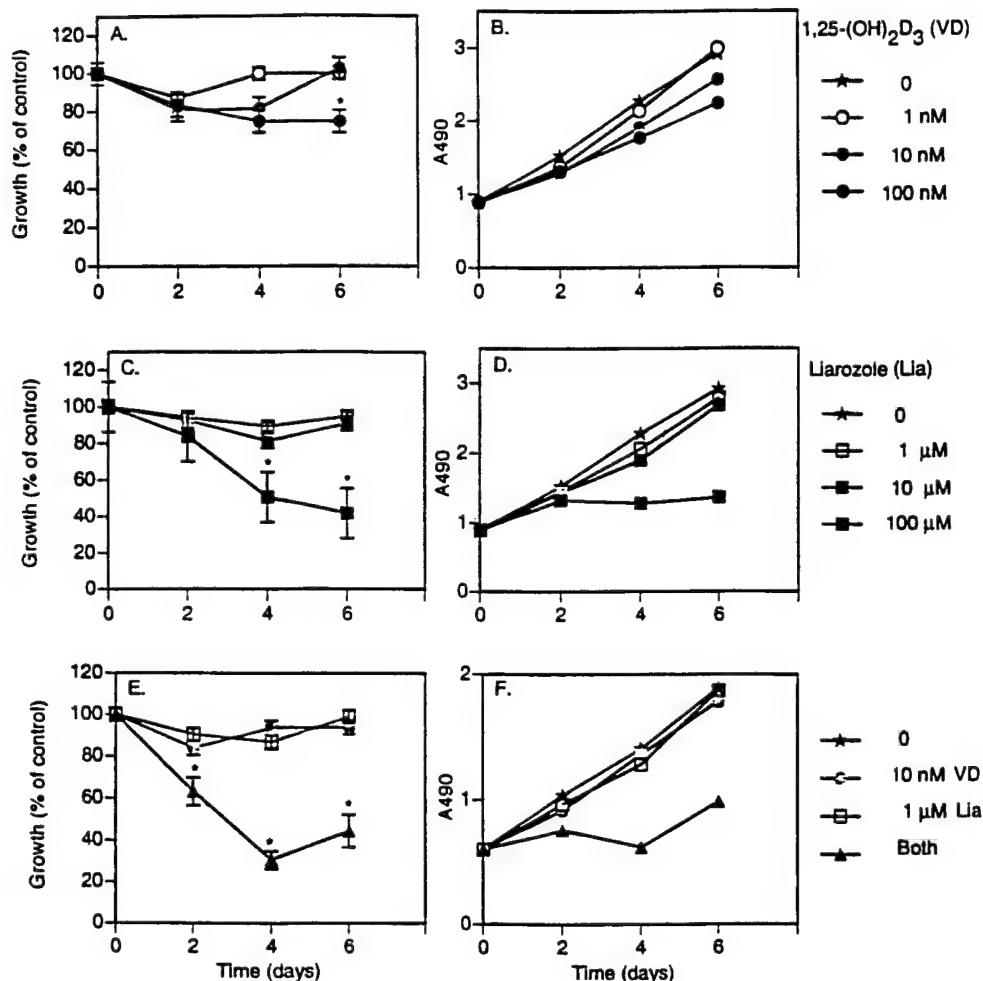 A.
Growth (% of control)
120
100
80
60
40
20
0
*
0 2 4 6
B.
A490
3
2
1
0
0 2 4 6
1,25-(OH)2D3 (VD)
0
1 nM
10 nM
100 nM
C.
Growth (% of control)
120
100
80
60
40
20
0
* *
0 2 4 6
D.
A490
3
2
1
0
0 2 4 6
Liarozole (Lia)
0
1 µM
10 µM
100 µM
E.
Growth (% of control)
120
100
80
60
40
20
0
* * *
0 2 4 6
Time (days)
F.
A490
2
1
0
0 2 4 6
Time (days)
0
10 nM VD
1 µM Lia
Both